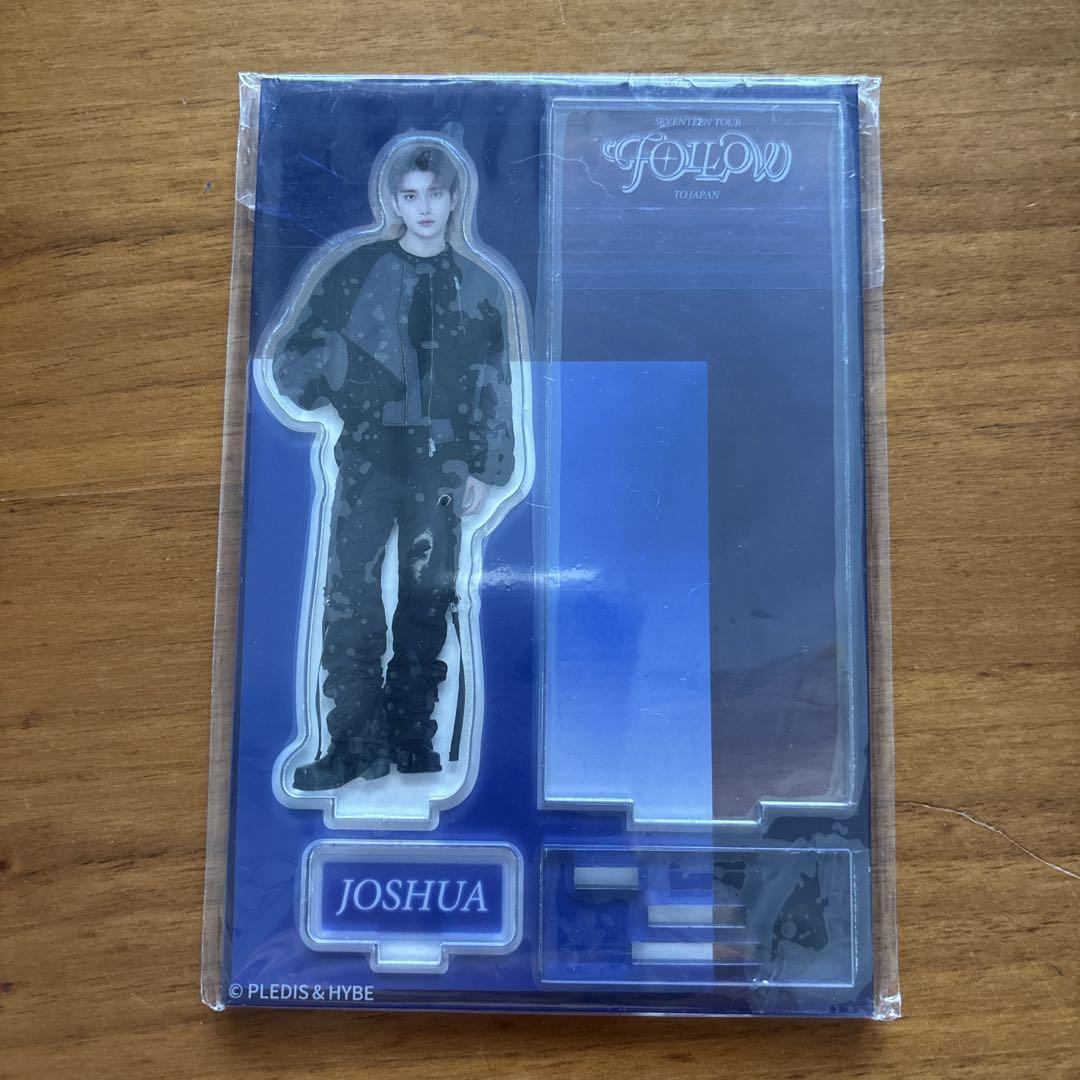 SEVENTEEN TOUR
FOLLOW
TO JAPAN
JOSHUA
© PLEDIS & HYBE